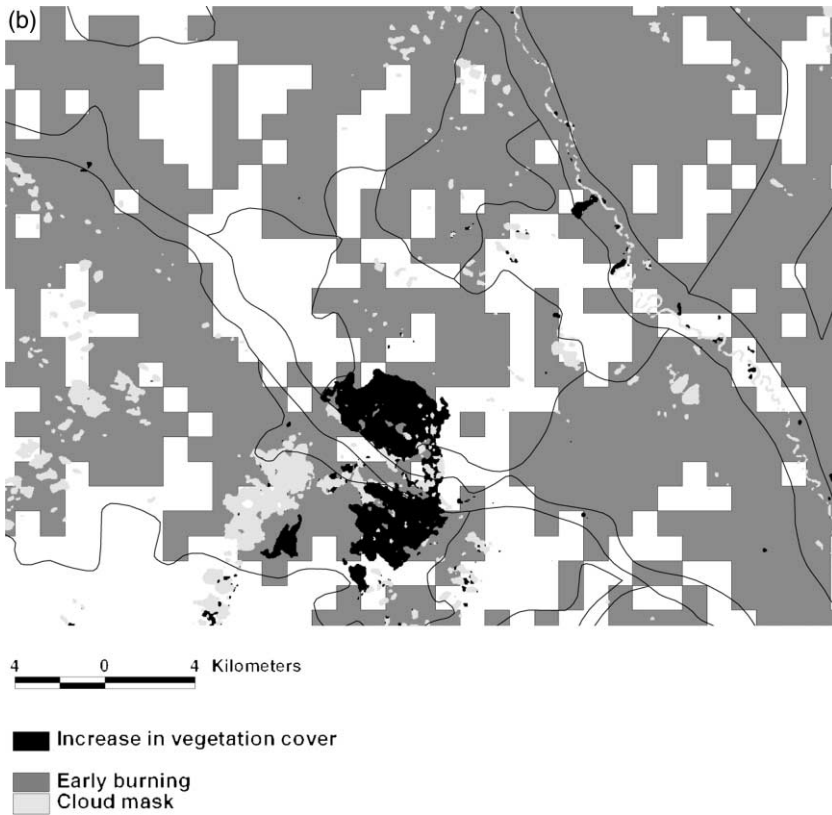 (b)
4 0 4 Kilometers
Increase in vegetation cover
Early burning
Cloud mask